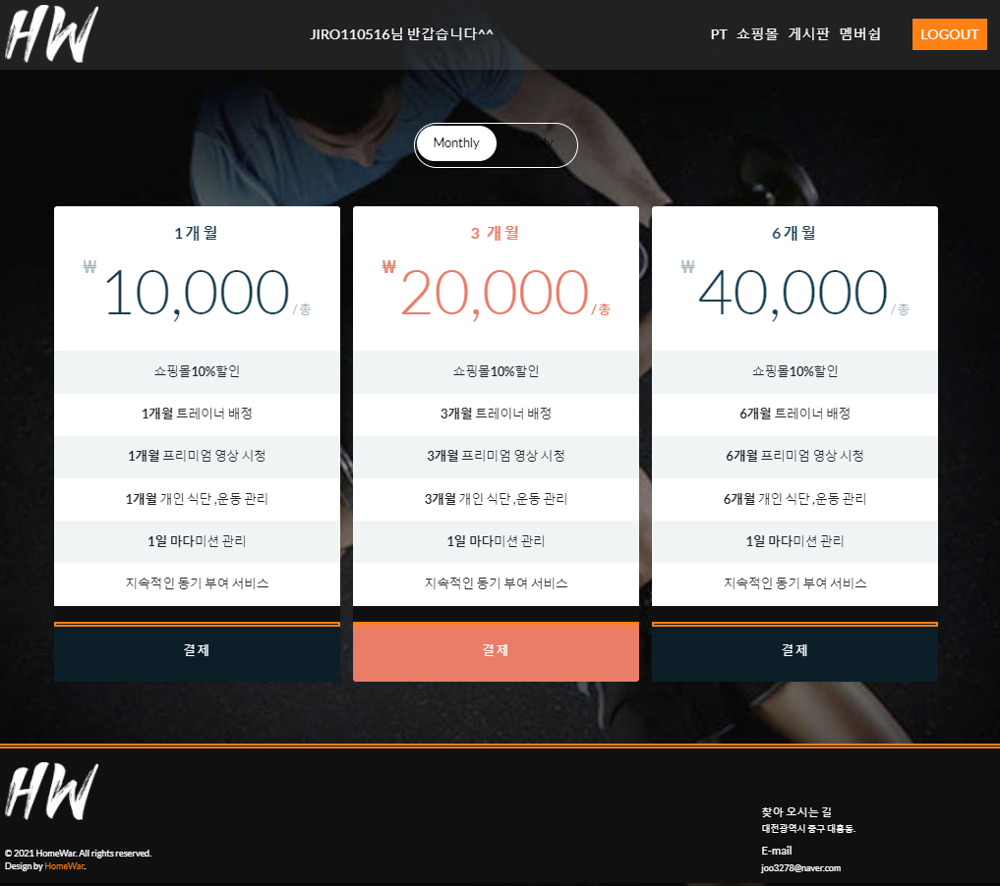 HW
JIRO110516님 반갑습니다^^
PT 쇼핑몰 게시판 멤버쉽
LOGOUT
Monthly
Yearly
1개월
₩10,000/총
쇼핑몰10%할인
1개월 트레이너 배정
1개월 프리미엄 영상 시청
1개월 개인 식단 ,운동 관리
1일 마다미션 관리
지속적인 동기 부여 서비스
결제
3 개월
₩20,000/총
쇼핑몰10%할인
3개월 트레이너 배정
3개월 프리미엄 영상 시청
3개월 개인 식단 ,운동 관리
1일 마다미션 관리
지속적인 동기 부여 서비스
결제
6개월
₩40,000/총
쇼핑몰10%할인
6개월 트레이너 배정
6개월 프리미엄 영상 시청
6개월 개인 식단 ,운동 관리
1일 마다미션 관리
지속적인 동기 부여 서비스
결제
HW
© 2021 HomeWar. All rights reserved.
Design by HomeWar.
찾아 오시는 길
대전광역시 중구 대흥동.
E-mail
joo3278@naver.com